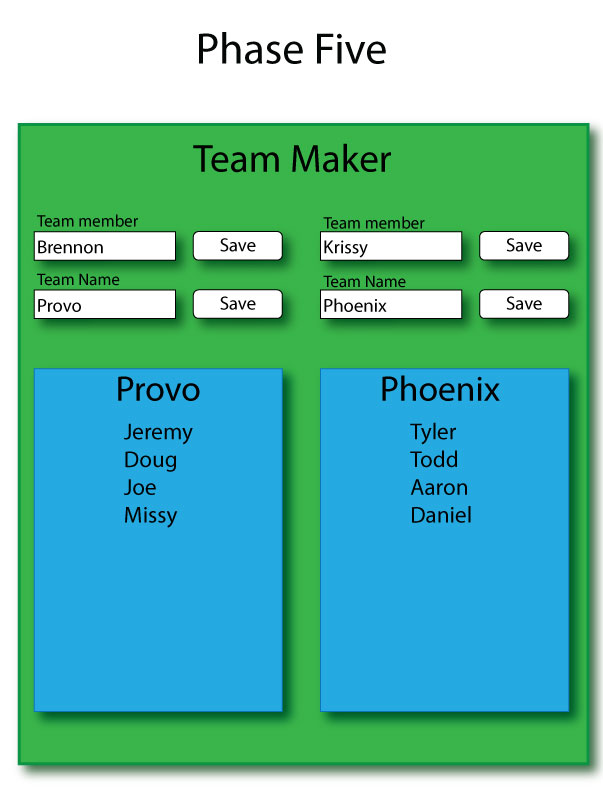 Phase Five
Team Maker
Team member
Brennon
Save
Team Name
Provo
Save
Team member
Krissy
Save
Team Name
Phoenix
Save
Provo
Jeremy
Doug
Joe
Missy
Phoenix
Tyler
Todd
Aaron
Daniel